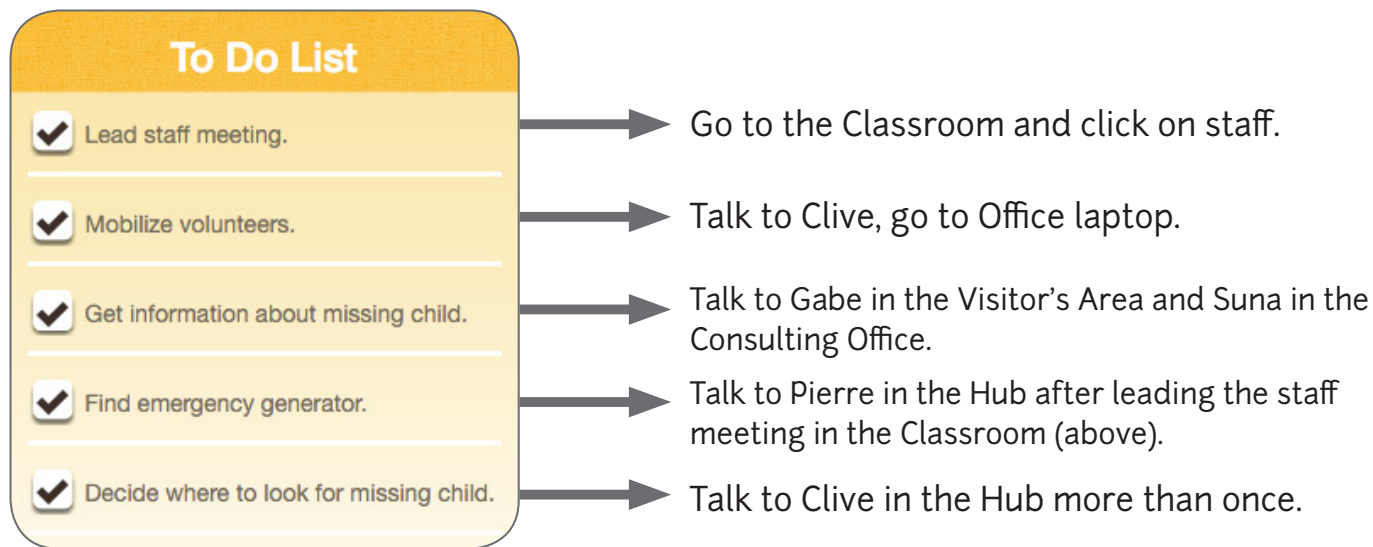 To Do List
Lead staff meeting.
Go to the Classroom and click on staff.
Mobilize volunteers.
Talk to Clive, go to Office laptop.
Get information about missing child.
Talk to Gabe in the Visitor’s Area and Suna in the
Consulting Office.
Find emergency generator.
Talk to Pierre in the Hub after leading the staff
meeting in the Classroom (above).
Decide where to look for missing child.
Talk to Clive in the Hub more than once.